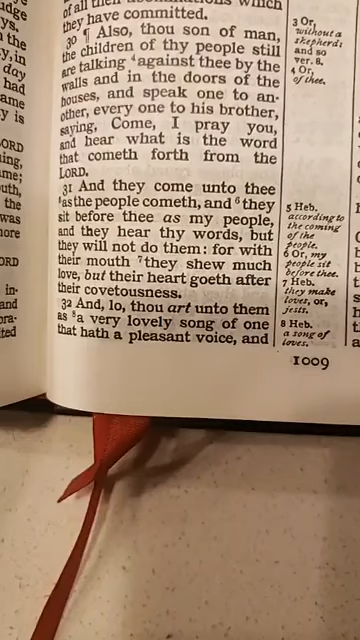 of all their abominations which
they have committed.
30 ¶ Also, thou son of man,
the children of thy people still
are talking ⁴against thee by the
walls and in the doors of the
houses, and speak one to an-
other, every one to his brother,
saying, Come, I pray you,
and hear what is the word
that cometh forth from the
LORD.
31 And they come unto thee
⁵as the people cometh, and ⁶they
sit before thee as my people,
and they hear thy words, but
they will not do them: for with
their mouth ⁷they shew much
love, but their heart goeth after
their covetousness.
32 And, lo, thou art unto them
as ⁸a very lovely song of one
that hath a pleasant voice, and
3 Or,
without a
shepherd:
and so
ver. 8.
4 Or,
of thee.
5 Heb.
according to
the coming
of the
people.
6 Or, my
people sit
before thee.
7 Heb.
they make
loves, or,
jests.
8 Heb.
a song of
loves.
1009